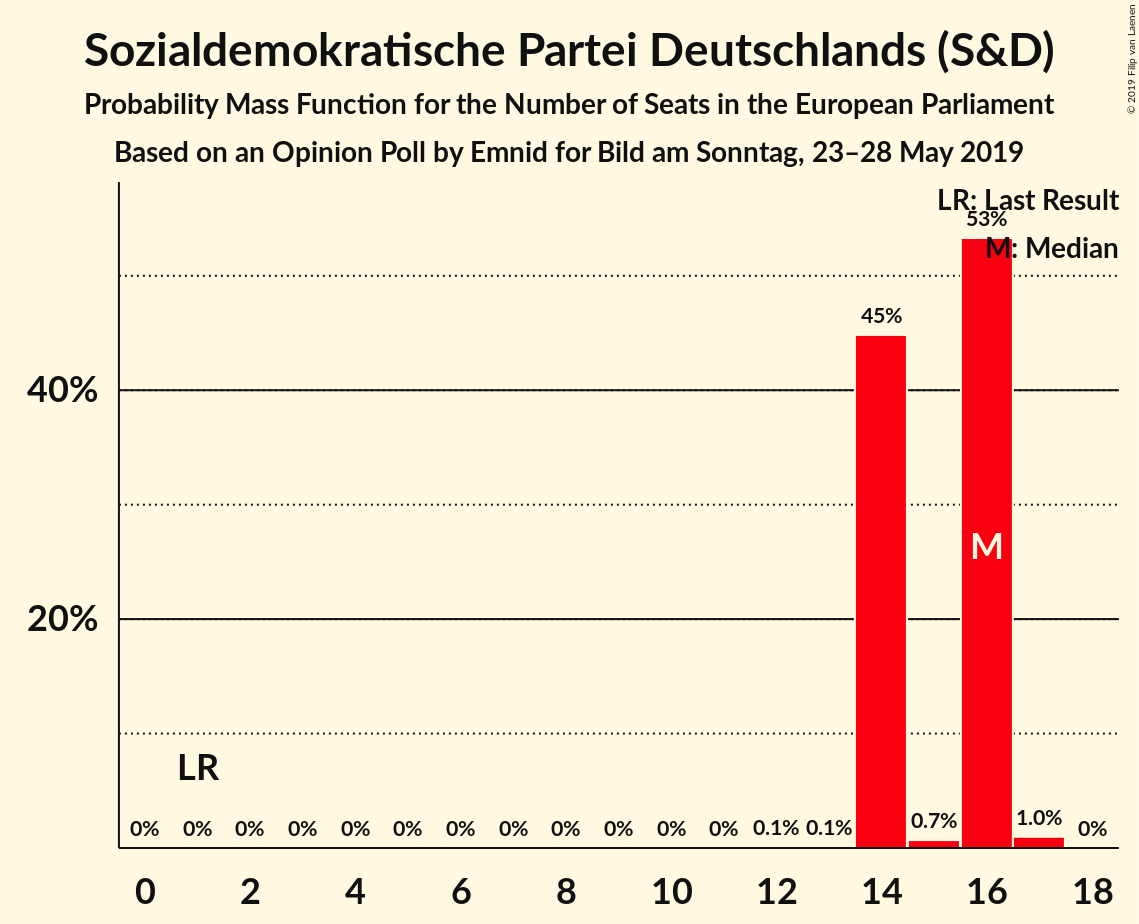 Sozialdemokratische Partei Deutschlands (S&D)
Probability Mass Function for the Number of Seats in the European Parliament
Based on an Opinion Poll by Emnid for Bild am Sonntag, 23–28 May 2019
© 2019 Filip van Laenen
LR: Last Result
M: Median
53%
45%
40%
M
20%
LR
0% 0% 0% 0% 0% 0% 0% 0% 0% 0% 0% 0% 0.1% 0.1% 0.7% 1.0% 0%
0 2 4 6 8 10 12 14 16 18